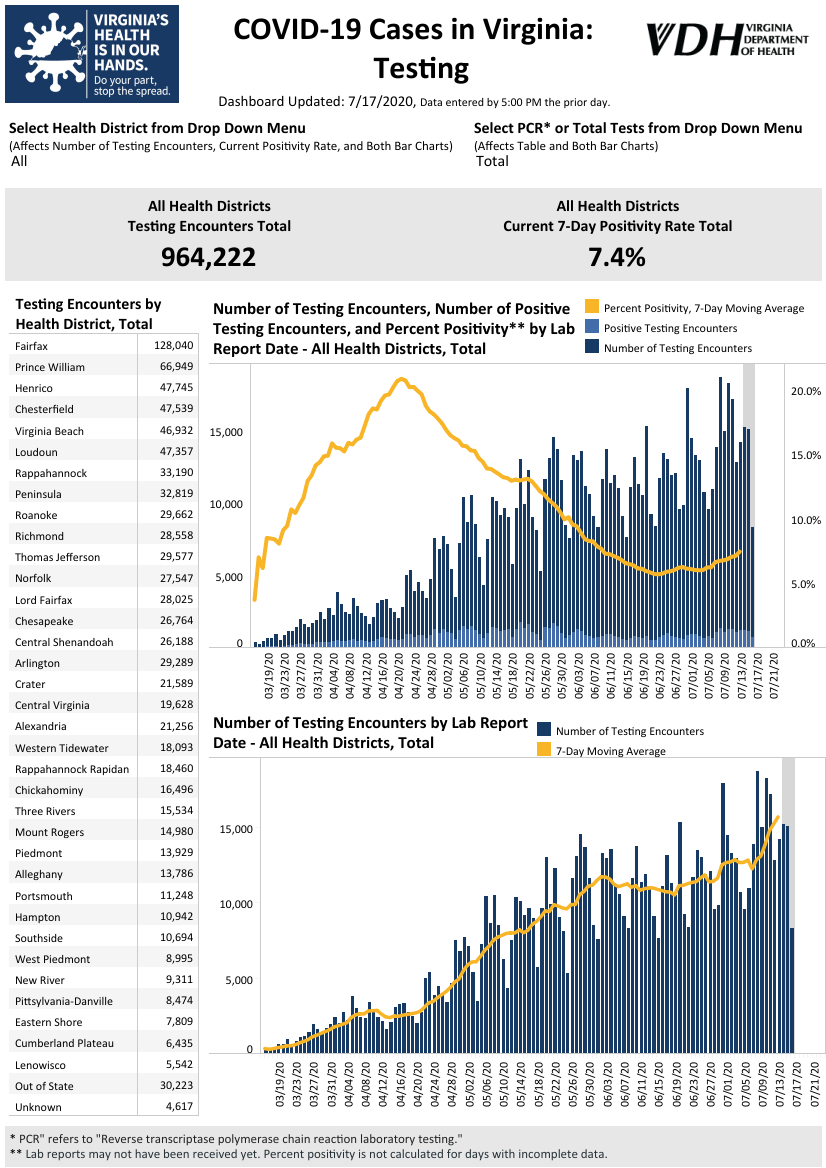 VIRGINIA'S
HEALTH
IS IN OUR
HANDS.
Do your part,
stop the spread.
COVID-19 Cases in Virginia:
Testing
VDH VIRGINIA
DEPARTMENT
OF HEALTH
Dashboard Updated: 7/17/2020, Data entered by 5:00 PM the prior day.
Select Health District from Drop Down Menu
(Affects Number of Testing Encounters, Current Positivity Rate, and Both Bar Charts)
All
Select PCR* or Total Tests from Drop Down Menu
(Affects Table and Both Bar Charts)
Total
All Health Districts
Testing Encounters Total
964,222
All Health Districts
Current 7-Day Positivity Rate Total
7.4%
Testing Encounters by
Health District, Total
Fairfax 128,040
Prince William 66,949
Henrico 47,745
Chesterfield 47,539
Virginia Beach 46,932
Loudoun 47,357
Rappahannock 33,190
Peninsula 32,819
Roanoke 29,662
Richmond 28,558
Thomas Jefferson 29,577
Norfolk 27,547
Lord Fairfax 28,025
Chesapeake 26,764
Central Shenandoah 26,188
Arlington 29,289
Crater 21,589
Central Virginia 19,628
Alexandria 21,256
Western Tidewater 18,093
Rappahannock Rapidan 18,460
Chickahominy 16,496
Three Rivers 15,534
Mount Rogers 14,980
Piedmont 13,929
Alleghany 13,786
Portsmouth 11,248
Hampton 10,942
Southside 10,694
West Piedmont 8,995
New River 9,311
Pittsylvania-Danville 8,474
Eastern Shore 7,809
Cumberland Plateau 6,435
Lenowisco 5,542
Out of State 30,223
Unknown 4,617
Number of Testing Encounters, Number of Positive
Testing Encounters, and Percent Positivity** by Lab
Report Date - All Health Districts, Total
Percent Positivity, 7-Day Moving Average
Positive Testing Encounters
Number of Testing Encounters
15,000
10,000
5,000
0
20.0%
15.0%
10.0%
5.0%
0.0%
03/19/20
03/23/20
03/27/20
03/31/20
04/04/20
04/08/20
04/12/20
04/16/20
04/20/20
04/24/20
04/28/20
05/02/20
05/06/20
05/10/20
05/14/20
05/18/20
05/22/20
05/26/20
05/30/20
06/03/20
06/07/20
06/11/20
06/15/20
06/19/20
06/23/20
06/27/20
07/01/20
07/05/20
07/09/20
07/13/20
07/17/20
07/21/20
Number of Testing Encounters by Lab Report
Date - All Health Districts, Total
Number of Testing Encounters
7-Day Moving Average
15,000
10,000
5,000
0
03/19/20
03/23/20
03/27/20
03/31/20
04/04/20
04/08/20
04/12/20
04/16/20
04/20/20
04/24/20
04/28/20
05/02/20
05/06/20
05/10/20
05/14/20
05/18/20
05/22/20
05/26/20
05/30/20
06/03/20
06/07/20
06/11/20
06/15/20
06/19/20
06/23/20
06/27/20
07/01/20
07/05/20
07/09/20
07/13/20
07/17/20
07/21/20
* PCR" refers to "Reverse transcriptase polymerase chain reaction laboratory testing."
** Lab reports may not have been received yet. Percent positivity is not calculated for days with incomplete data.